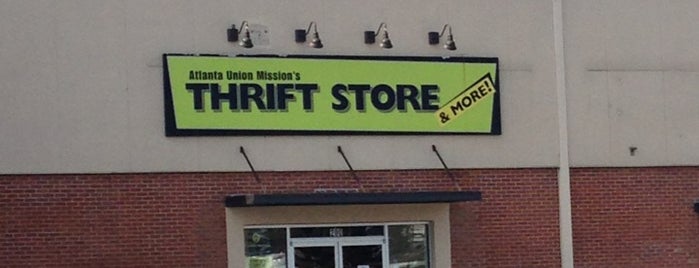 Atlanta Union Mission's
THRIFT STORE
& MORE!